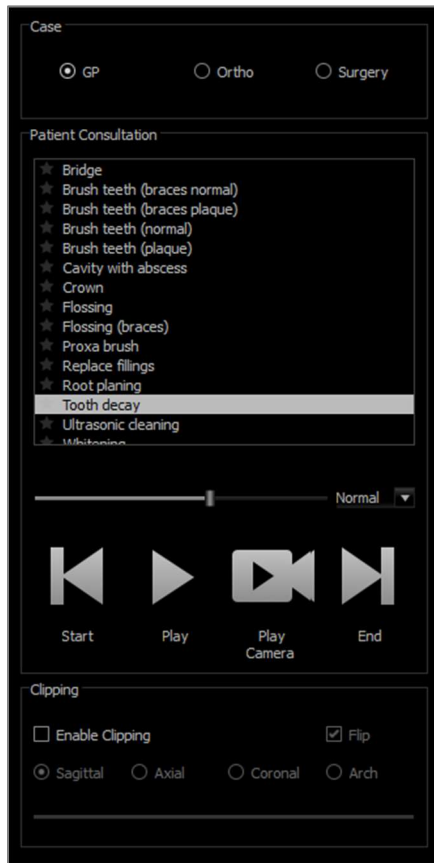 Case
GP Ortho Surgery
Patient Consultation
Bridge
Brush teeth (braces normal)
Brush teeth (braces plaque)
Brush teeth (normal)
Brush teeth (plaque)
Cavity with abscess
Crown
Flossing
Flossing (braces)
Proxa brush
Replace fillings
Root planing
Tooth decay
Ultrasonic cleaning
Whitening
Normal
Start Play Play End
Camera
Clipping
Enable Clipping Flip
Sagittal Axial Coronal Arch